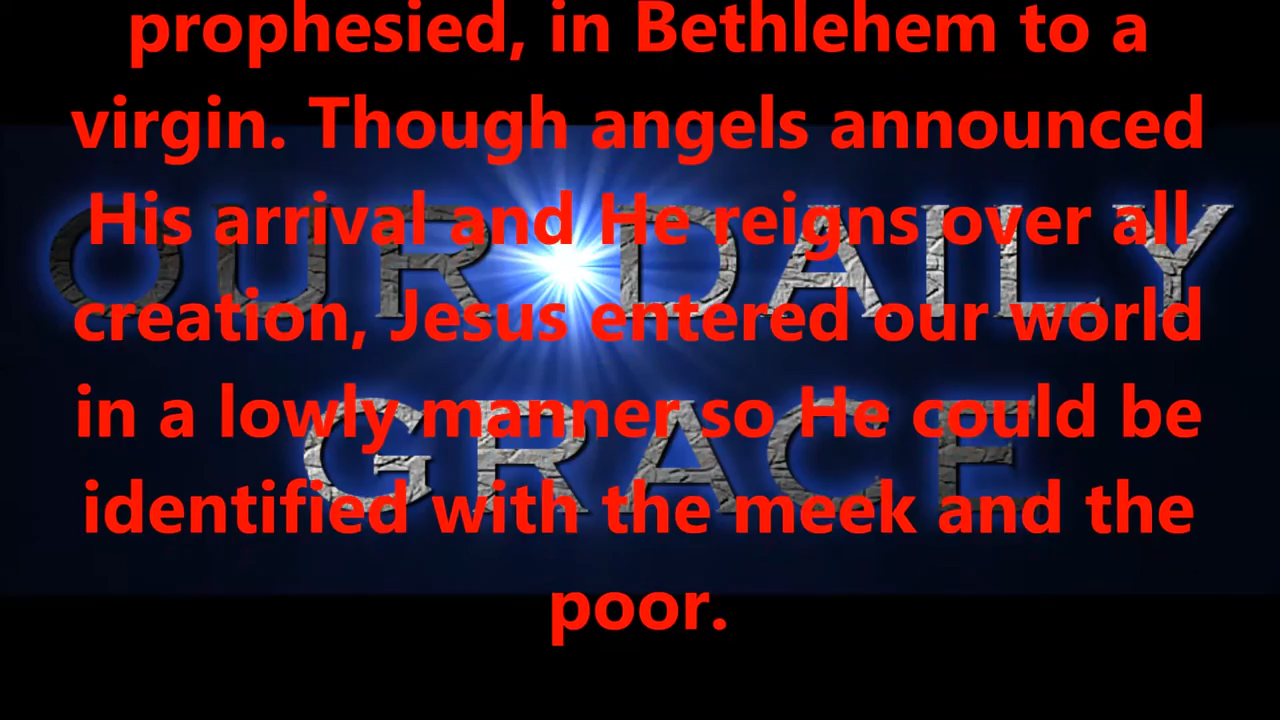 prophesied, in Bethlehem to a
virgin. Though angels announced
His arrival and He reigns over all
creation, Jesus entered our world
in a lowly manner so He could be
identified with the meek and the
poor.
OUR DAILY
GRACE